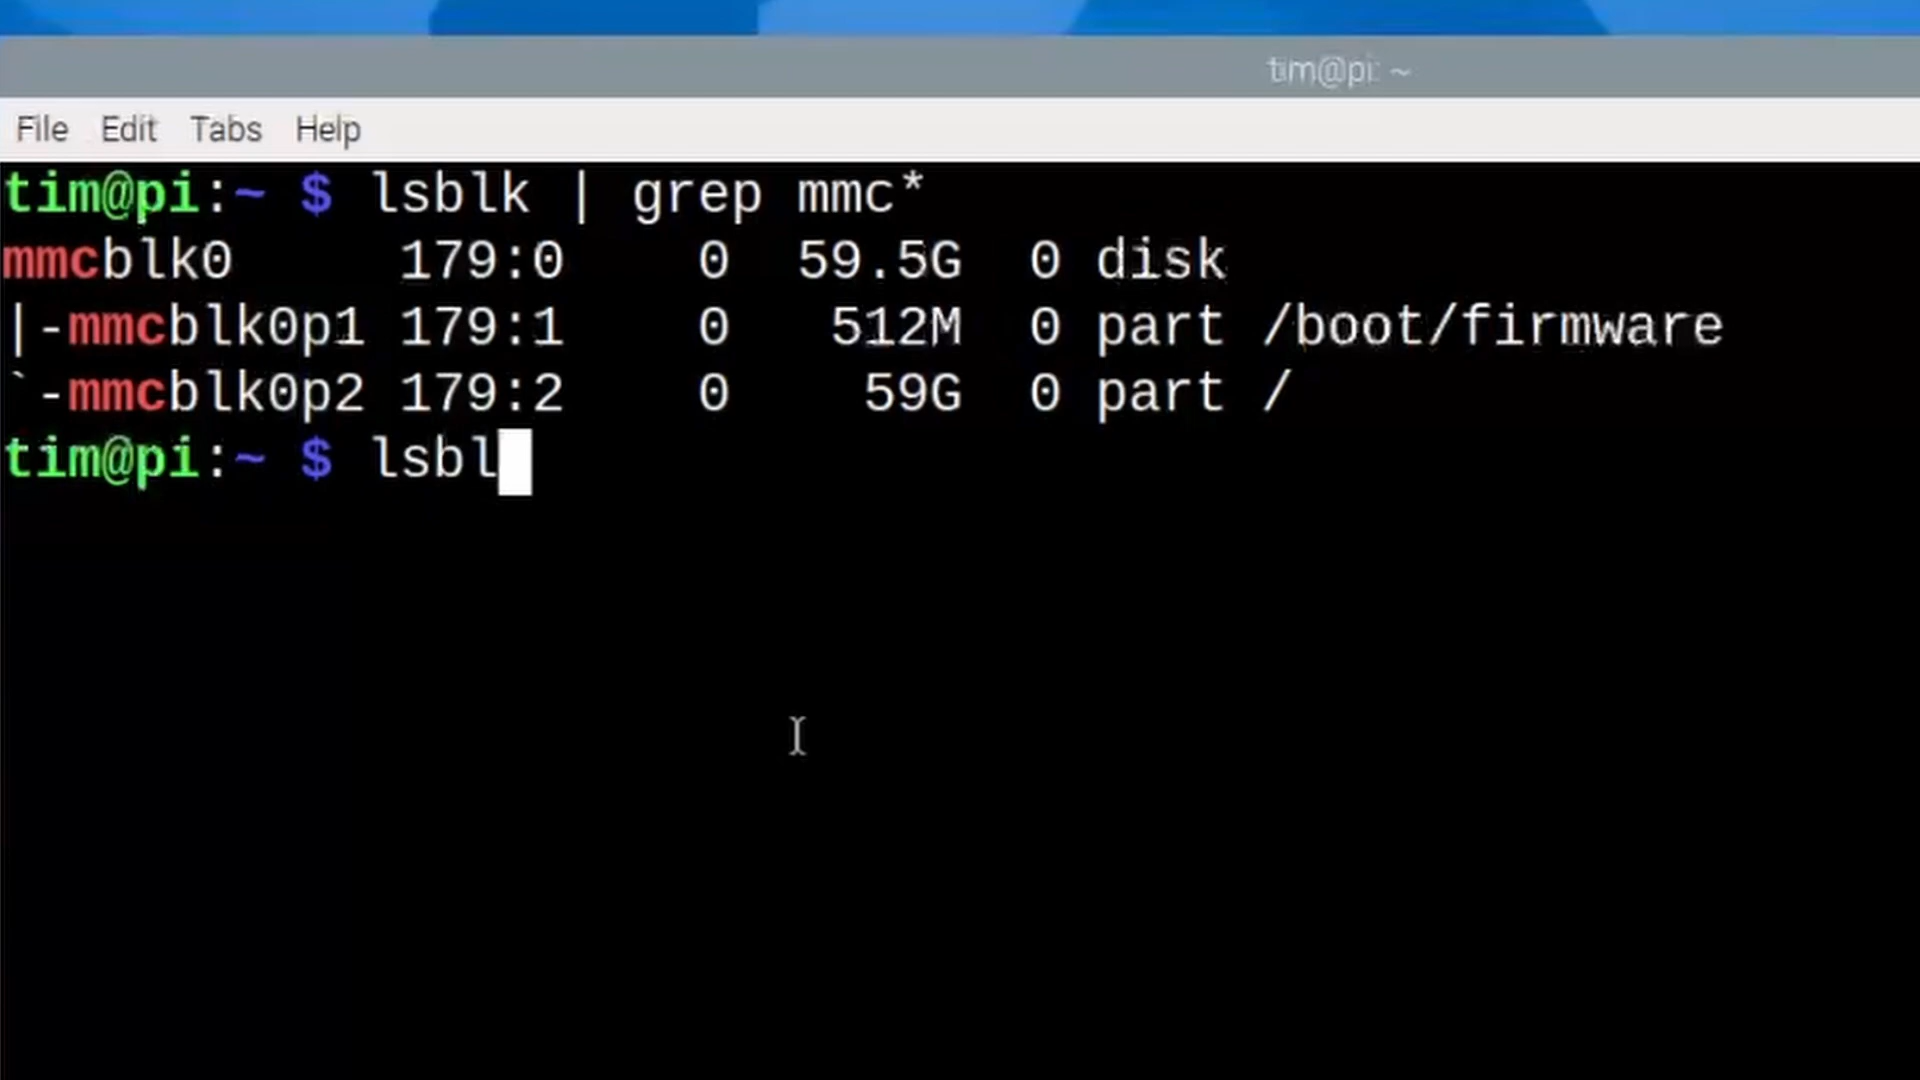 tim@pi: ~
File Edit Tabs Help
tim@pi:~ $ lsblk | grep mmc*
mmcblk0     179:0    0  59.5G  0 disk
|-mmcblk0p1 179:1    0   512M  0 part /boot/firmware
`-mmcblk0p2 179:2    0    59G  0 part /
tim@pi:~ $ lsbl